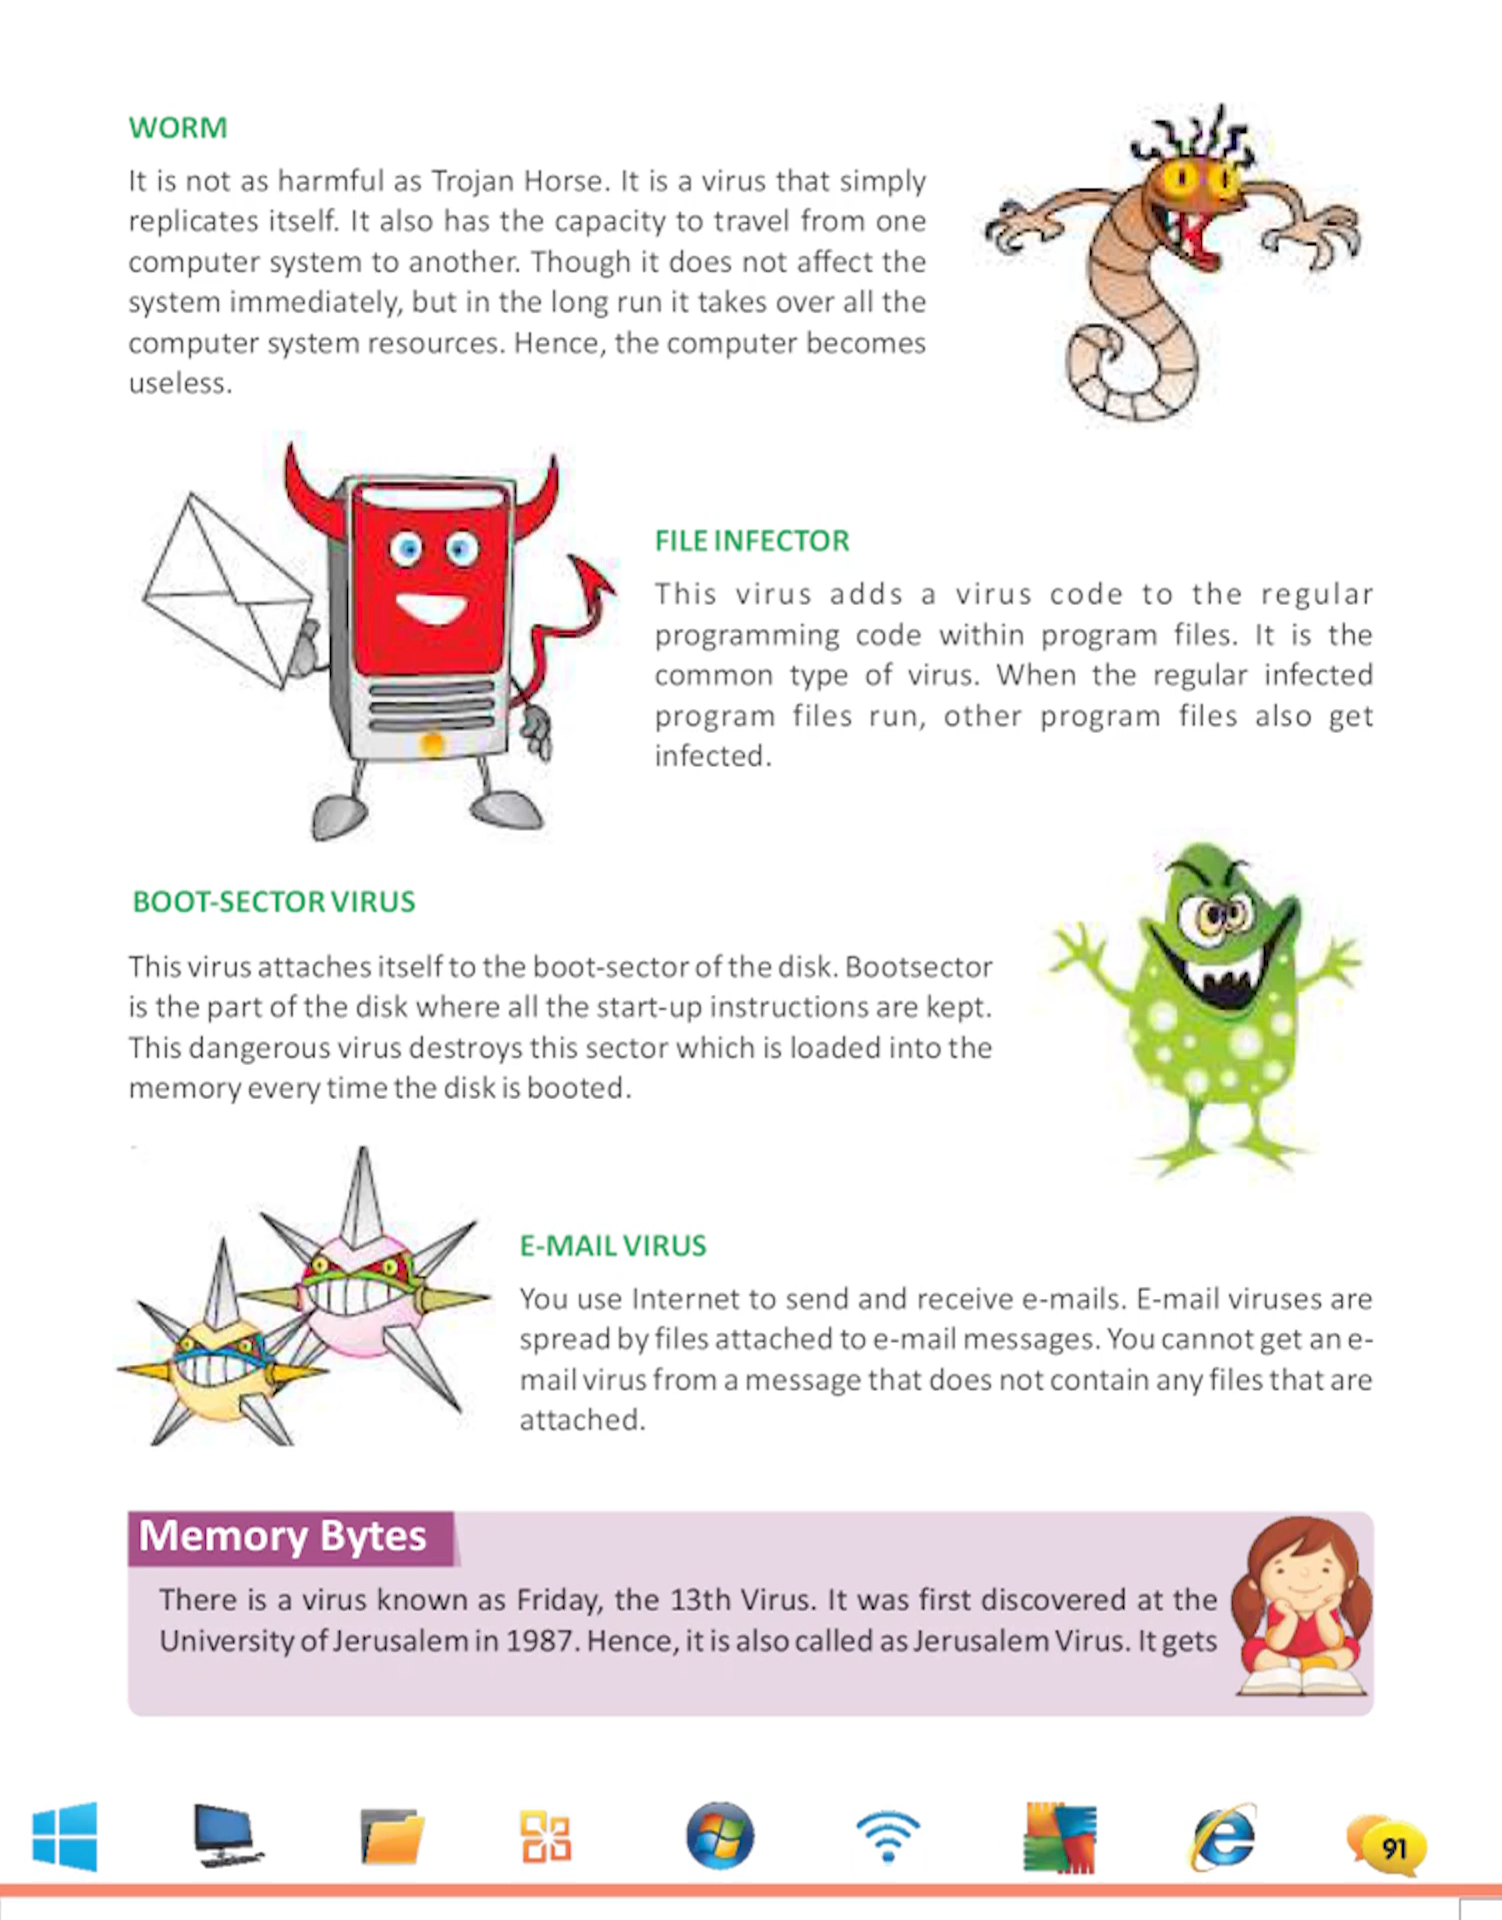 WORM
It is not as harmful as Trojan Horse. It is a virus that simply
replicates itself. It also has the capacity to travel from one
computer system to another. Though it does not affect the
system immediately, but in the long run it takes over all the
computer system resources. Hence, the computer becomes
useless.
FILE INFECTOR
This virus adds a virus code to the regular
programming code within program files. It is the
common type of virus. When the regular infected
program files run, other program files also get
infected.
BOOT-SECTOR VIRUS
This virus attaches itself to the boot-sector of the disk. Bootsector
is the part of the disk where all the start-up instructions are kept.
This dangerous virus destroys this sector which is loaded into the
memory every time the disk is booted.
E-MAIL VIRUS
You use Internet to send and receive e-mails. E-mail viruses are
spread by files attached to e-mail messages. You cannot get an e-
mail virus from a message that does not contain any files that are
attached.
Memory Bytes
There is a virus known as Friday, the 13th Virus. It was first discovered at the
University of Jerusalem in 1987. Hence, it is also called as Jerusalem Virus. It gets
91